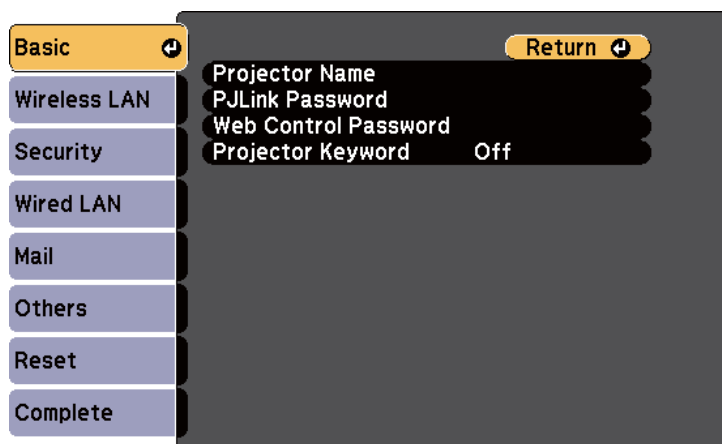 Basic
Wireless LAN
Security
Wired LAN
Mail
Others
Reset
Complete
Return
Projector Name
PJLink Password
Web Control Password
Projector Keyword Off